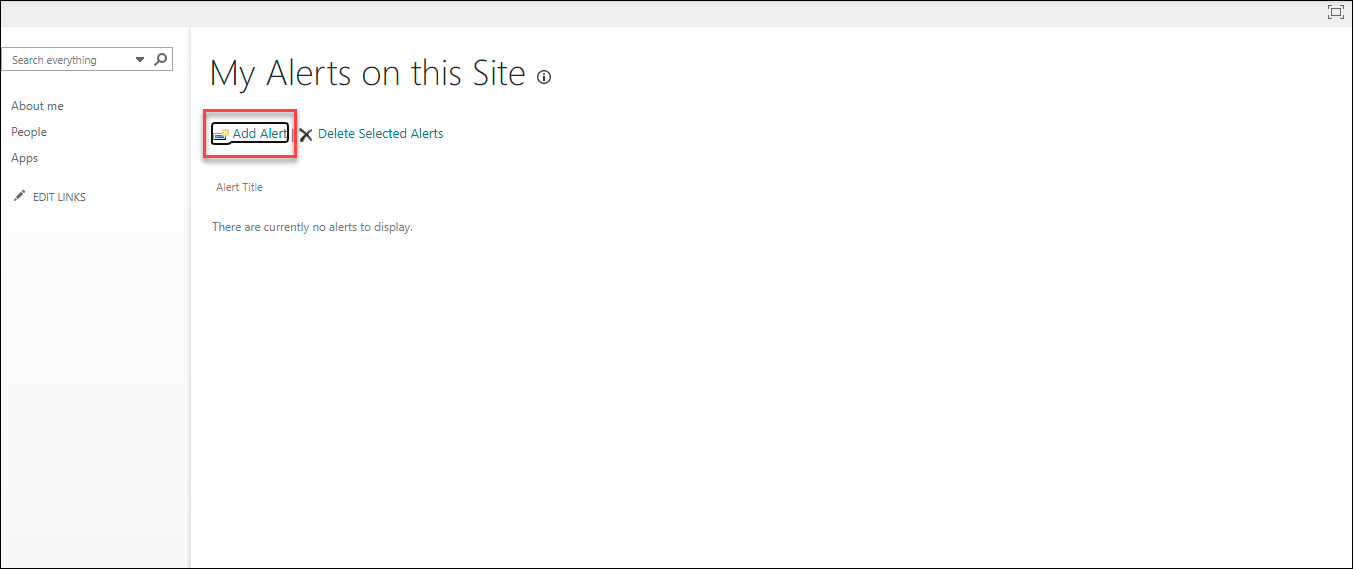 Search everything
About me
People
Apps
EDIT LINKS
My Alerts on this Site
Add Alert | Delete Selected Alerts
Alert Title
There are currently no alerts to display.